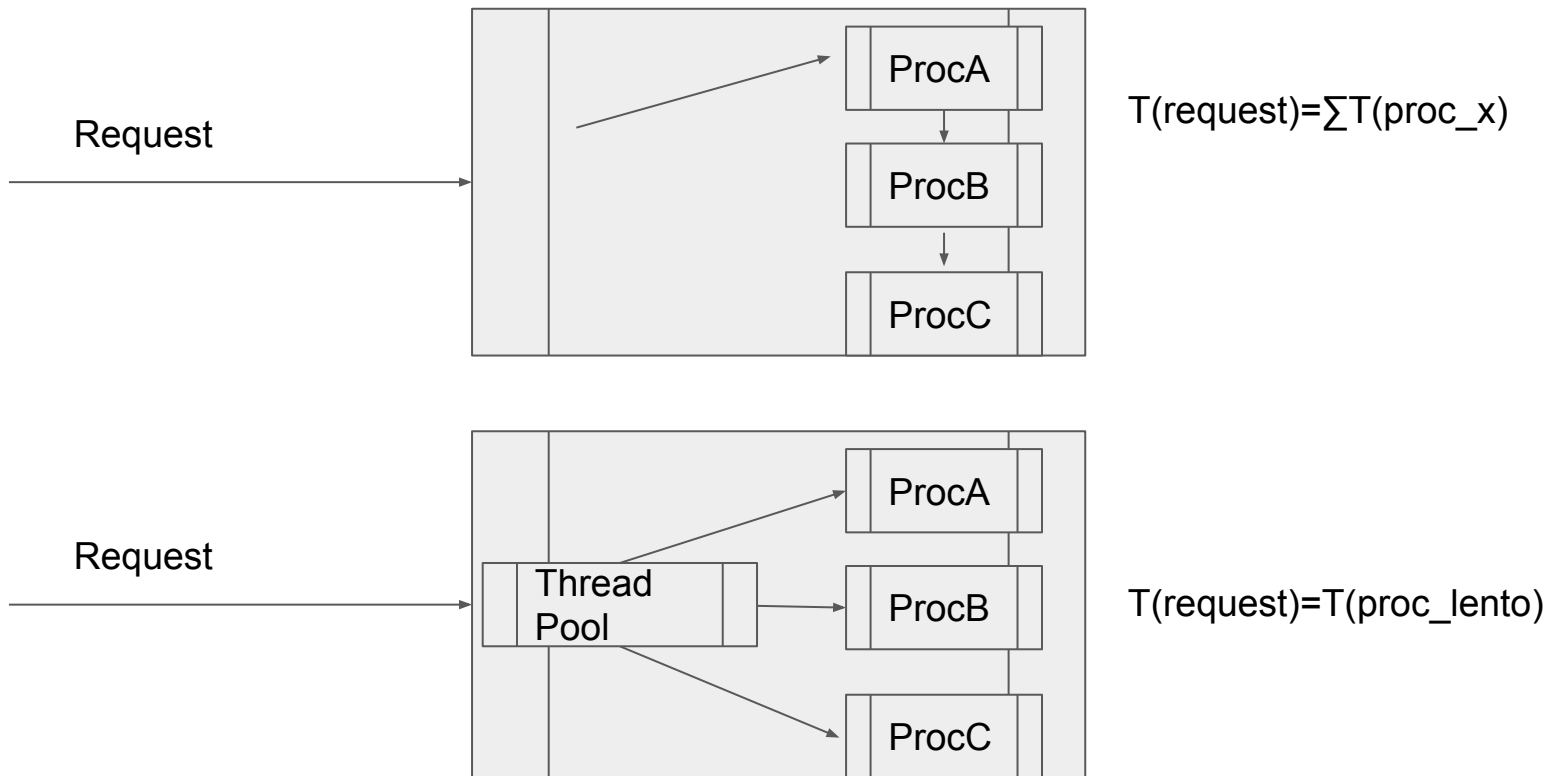 Request
ProcA
ProcB
ProcC
T(request)=∑T(proc_x)
Request
Thread
Pool
ProcA
ProcB
ProcC
T(request)=T(proc_lento)